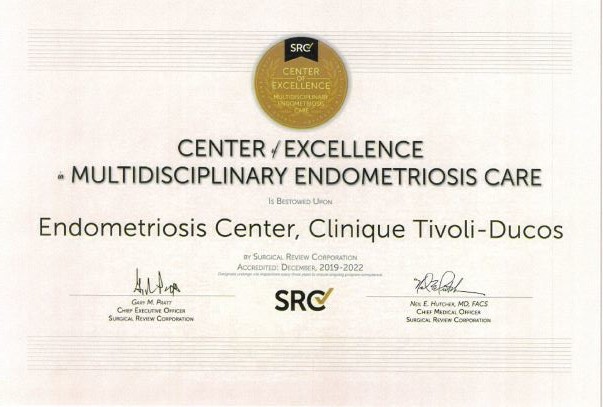 SRC
CENTER
OF
EXCELLENCE
MULTIDISCIPLINARY
ENDOMETRIOSIS
CARE
CENTER of EXCELLENCE
in MULTIDISCIPLINARY ENDOMETRIOSIS CARE
IS BESTOWED UPON
Endometriosis Center, Clinique Tivoli-Ducos
BY SURGICAL REVIEW CORPORATION
ACCREDITED: DECEMBER, 2019-2022
SRC
GARY M. PRATT
CHIEF EXECUTIVE OFFICER
SURGICAL REVIEW CORPORATION
NEIL E. HUTCHER, MD, FACS
CHIEF MEDICAL OFFICER
SURGICAL REVIEW CORPORATION